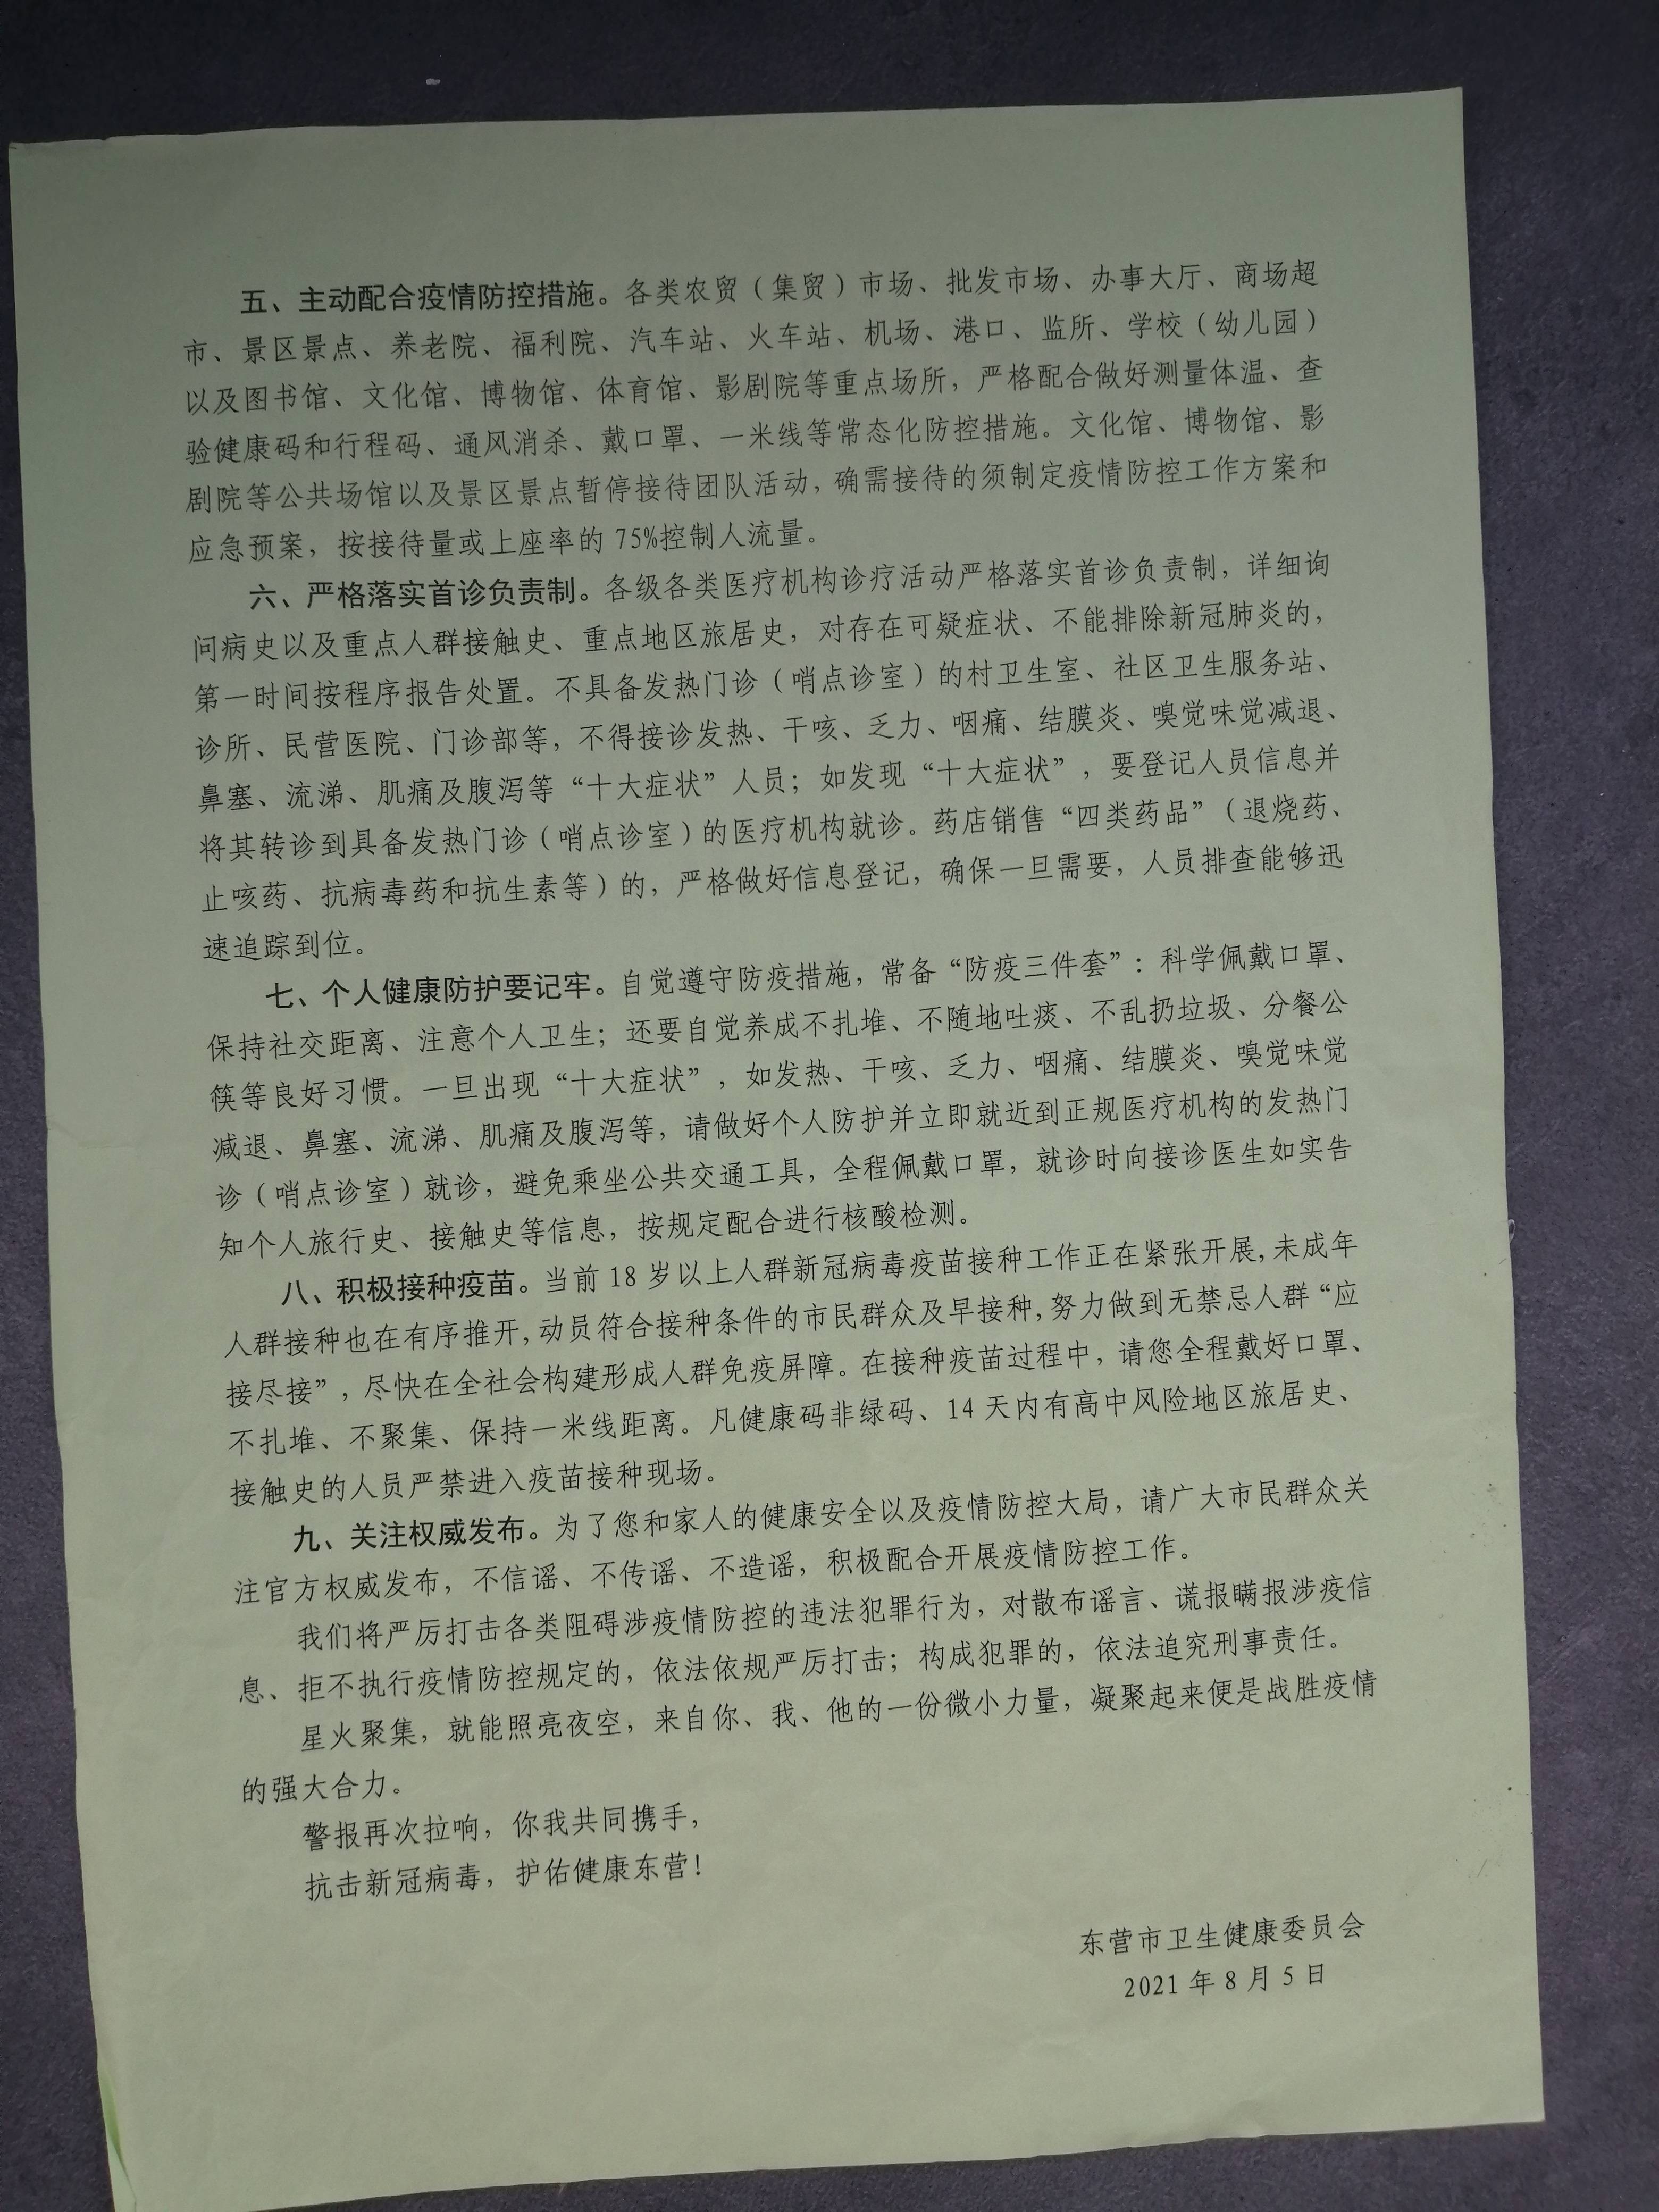 五、主动配合疫情防控措施。各类农贸（集贸）市场、批发市场、办事大厅、商场超
市、景区景点、养老院、福利院、汽车站、火车站、机场、港口、监所、学校（幼儿园）
以及图书馆、文化馆、博物馆、体育馆、影剧院等重点场所，严格配合做好测量体温、查
验健康码和行程码、通风消杀、戴口罩、一米线等常态化防控措施。文化馆、博物馆、影
剧院等公共场馆以及景区景点暂停接待团队活动，确需接待的须制定疫情防控工作方案和
应急预案，按接待量或上座率的 75%控制人流量。
六、严格落实首诊负责制。各级各类医疗机构诊疗活动严格落实首诊负责制，详细询
问病史以及重点人群接触史、重点地区旅居史，对存在可疑症状、不能排除新冠肺炎的，
第一时间按程序报告处置。不具备发热门诊（哨点诊室）的村卫生室、社区卫生服务站、
诊所、民营医院、门诊部等，不得接诊发热、干咳、乏力、咽痛、结膜炎、嗅觉味觉减退、
鼻塞、流涕、肌痛及腹泻等“十大症状”人员；如发现“十大症状”，要登记人员信息并
将其转诊到具备发热门诊（哨点诊室）的医疗机构就诊。药店销售“四类药品”（退烧药、
止咳药、抗病毒药和抗生素等）的，严格做好信息登记，确保一旦需要，人员排查能够迅
速追踪到位。
七、个人健康防护要记牢。自觉遵守防疫措施，常备“防疫三件套”：科学佩戴口罩、
保持社交距离、注意个人卫生；还要自觉养成不扎堆、不随地吐痰、不乱扔垃圾、分餐公
筷等良好习惯。一旦出现“十大症状”，如发热、干咳、乏力、咽痛、结膜炎、嗅觉味觉
减退、鼻塞、流涕、肌痛及腹泻等，请做好个人防护并立即就近到正规医疗机构的发热门
诊（哨点诊室）就诊，避免乘坐公共交通工具，全程佩戴口罩，就诊时向接诊医生如实告
知个人旅行史、接触史等信息，按规定配合进行核酸检测。
八、积极接种疫苗。当前 18 岁以上人群新冠病毒疫苗接种工作正在紧张开展，未成年
人群接种也在有序推开，动员符合接种条件的市民群众及早接种，努力做到无禁忌人群“应
接尽接”，尽快在全社会构建形成人群免疫屏障。在接种疫苗过程中，请您全程戴好口罩、
不扎堆、不聚集、保持一米线距离。凡健康码非绿码、14 天内有高中风险地区旅居史、
接触史的人员严禁进入疫苗接种现场。
九、关注权威发布。为了您和家人的健康安全以及疫情防控大局，请广大市民群众关
注官方权威发布，不信谣、不传谣、不造谣，积极配合开展疫情防控工作。
我们将严厉打击各类阻碍涉疫情防控的违法犯罪行为，对散布谣言、谎报瞒报涉疫信
息、拒不执行疫情防控规定的，依法依规严厉打击；构成犯罪的，依法追究刑事责任。
星火聚集，就能照亮夜空，来自你、我、他的一份微小力量，凝聚起来便是战胜疫情
的强大合力。
警报再次拉响，你我共同携手，
抗击新冠病毒，护佑健康东营！
东营市卫生健康委员会
2021 年 8 月 5 日